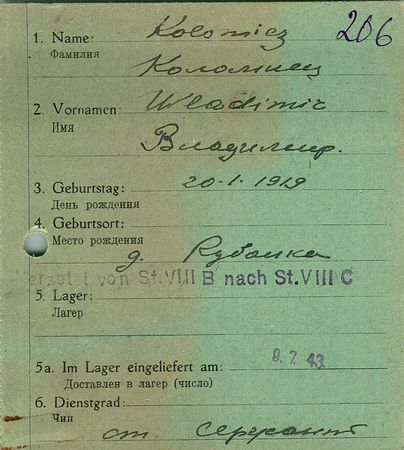 206
1. Name: Kolomiez
Фамилия
Коломиец
2. Vornamen: Wladimir
Имя
Владимир.
3. Geburtstag: 20.1.1919
День рождения
4. Geburtsort:
Место рождения
д.
versetzt von St.VIII B nach St.VIII C
5. Lager:
Лагерь
5a. Im Lager eingeliefert am: 9.7.43.
Доставлен в лагерь (число)
6. Dienstgrad:
Чин
ст. Сержант